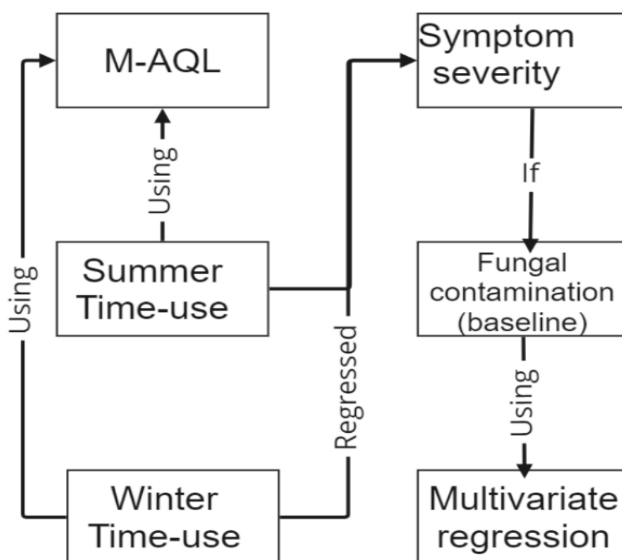 M-AQL
Symptom
severity
Using
If
Summer
Time-use
Fungal
contamination
(baseline)
Using
Regressed
Using
Winter
Time-use
Multivariate
regression